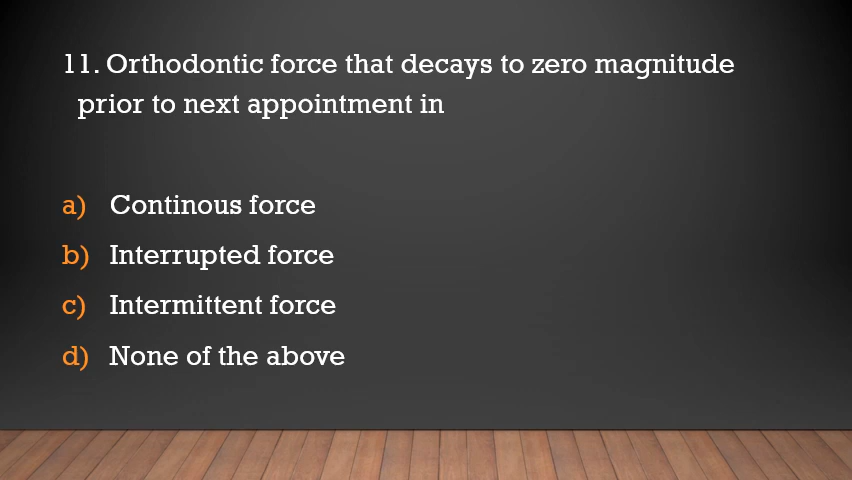 11. Orthodontic force that decays to zero magnitude
prior to next appointment in
a) Continous force
b) Interrupted force
c) Intermittent force
d) None of the above